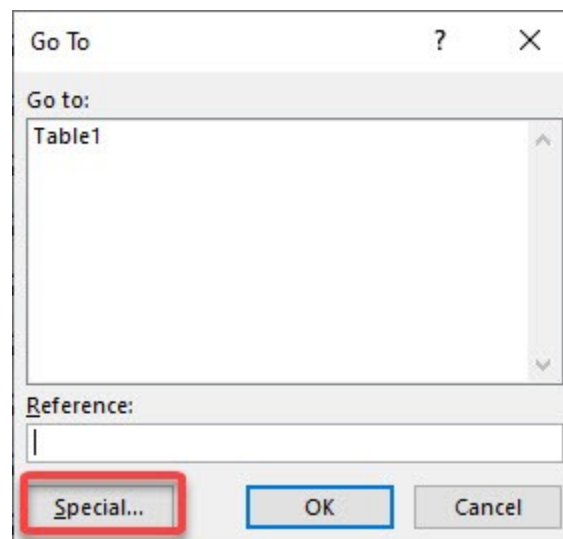 Go To ?
Go to:
Table1
Reference:
Special... OK Cancel